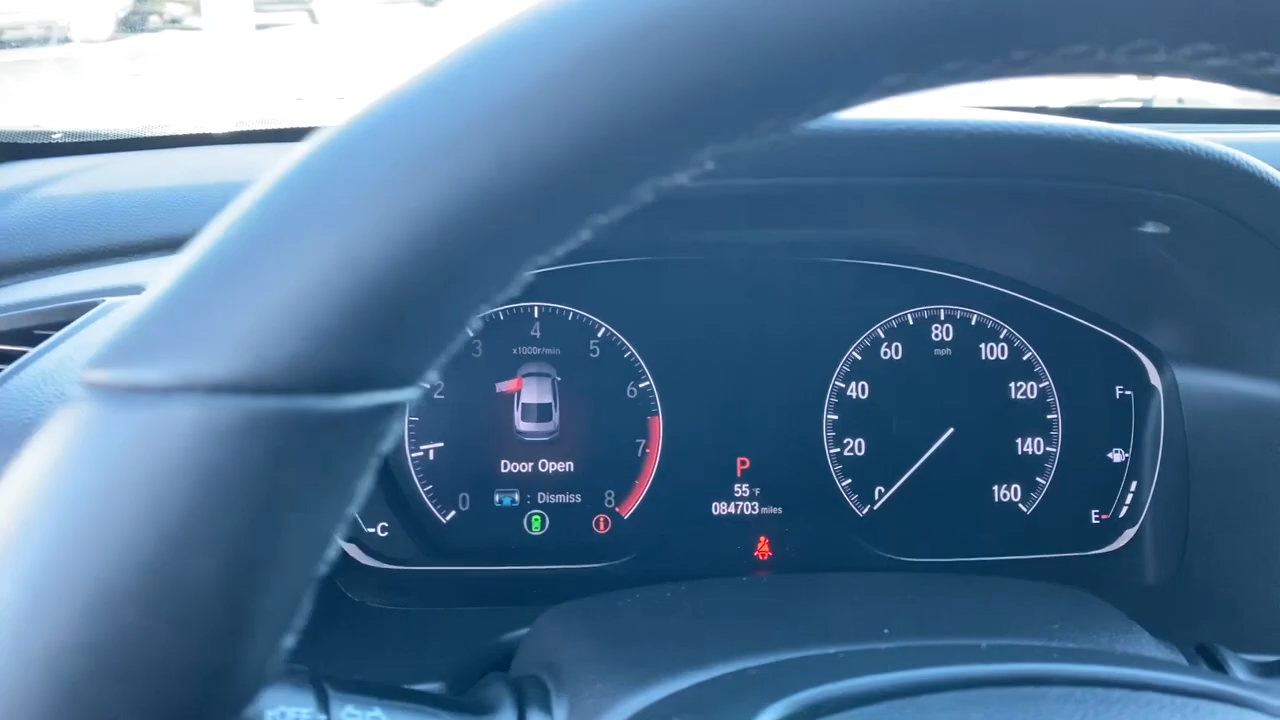 4
3
5
x1000r/min
2
6
7
Door Open
: Dismiss
0
8
C
P
55 °F
084703 miles
80
mph
60
100
40
120
20
140
160
F
E
OFF